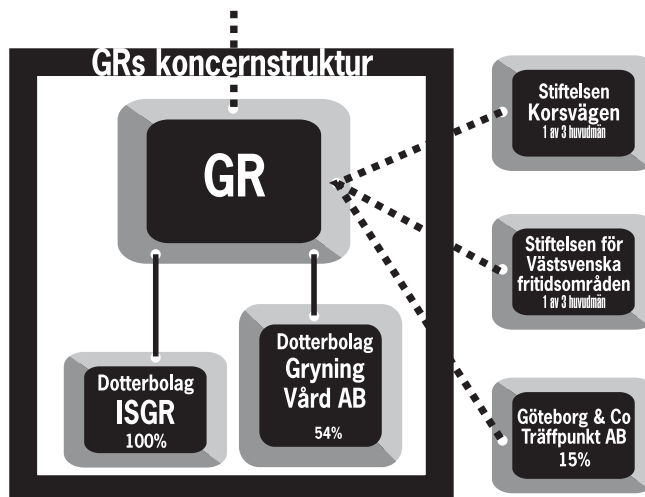 GRs koncernstruktur
GR
Dotterbolag
ISGR
100%
Dotterbolag
Gryning
Vård AB
54%
Stiftelsen
Korsvägen
1 av 3 huvudmän
Stiftelsen för
Västsvenska
fritidsområden
1 av 3 huvudmän
Göteborg & Co
Träffpunkt AB
15%